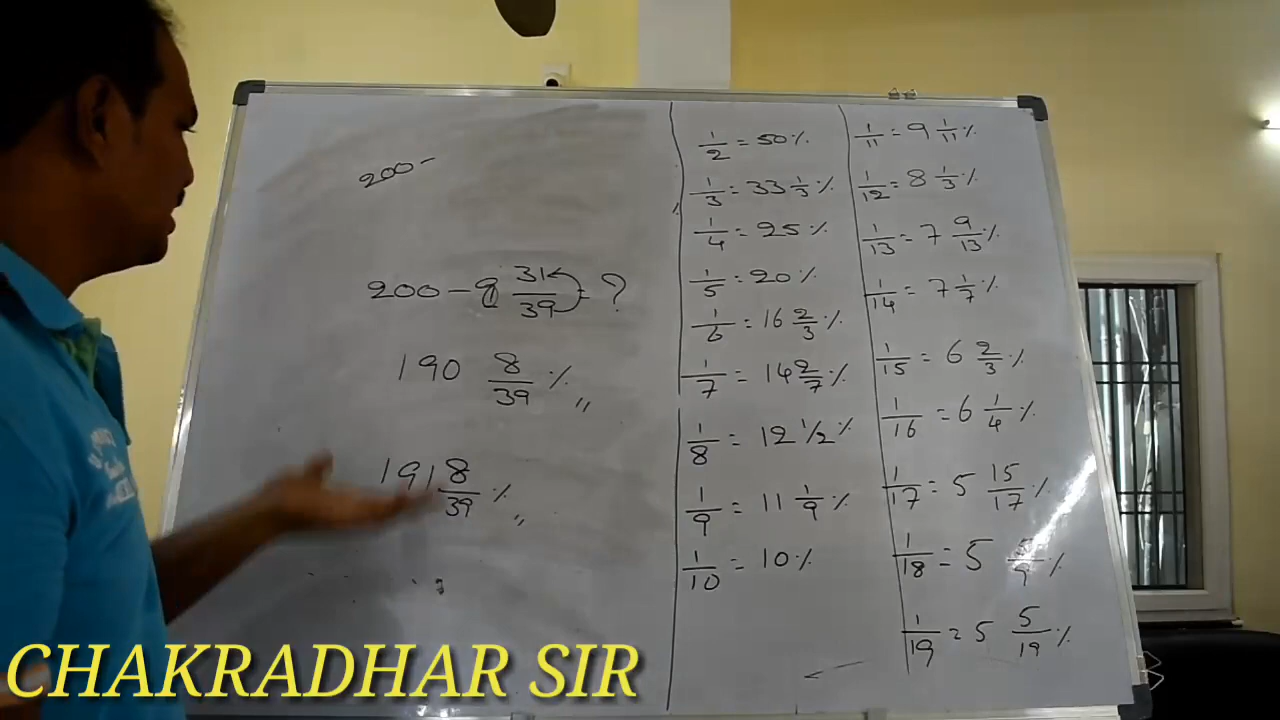 200-
200 - 9 31/39 = ?
190 8/39 %,,
191 8/39 %,,
1/2 = 50%
1/3 = 33 1/3 %
1/4 = 25%
1/5 = 20%
1/6 = 16 2/3 %
1/7 = 14 2/7 %
1/8 = 12 1/2 %
1/9 = 11 1/9 %
1/10 = 10%
1/11 = 9 1/11 %
1/12 = 8 1/3 %
1/13 = 7 9/13 %
1/14 = 7 1/7 %
1/15 = 6 2/3 %
1/16 = 6 1/4 %
1/17 = 5 15/17 %
1/18 = 5 5/9 %
1/19 = 5 5/19 %
CHAKRADHAR SIR